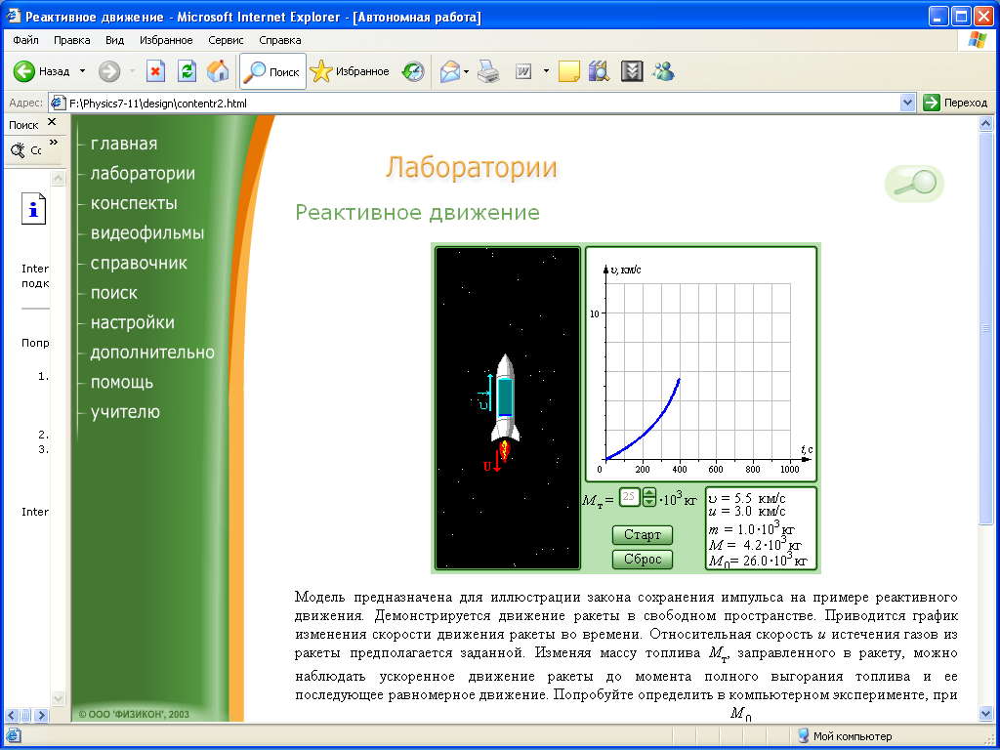 Реактивное движение - Microsoft Internet Explorer - [Автономная работа]
Файл Правка Вид Избранное Сервис Справка
Назад Поиск Избранное
Адрес: F:\Physics7-11\design\contentr2.html Переход
Поиск
Сс
Inter
подк
Попр
1.
2.
3.
Inter
главная
лаборатории
конспекты
видеофильмы
справочник
поиск
настройки
дополнительно
помощь
учителю
© ООО 'ФИЗИКОН', 2003
Лаборатории
Реактивное движение
υ
U
υ, км/с
10
t, с
0 200 400 600 800 1000
Mт = 25 ·10³ кг
Старт
Сброс
υ = 5.5 км/с
u = 3.0 км/с
m = 1.0·10³ кг
M = 4.2·10³ кг
M₀ = 26.0·10³ кг
Модель предназначена для иллюстрации закона сохранения импульса на примере реактивного
движения. Демонстрируется движение ракеты в свободном пространстве. Приводится график
изменения скорости движения ракеты во времени. Относительная скорость u истечения газов из
ракеты предполагается заданной. Изменяя массу топлива Mт, заправленного в ракету, можно
наблюдать ускоренное движение ракеты до момента полного выгорания топлива и ее
последующее равномерное движение. Попробуйте определить в компьютерном эксперименте, при
M₀
Мой компьютер